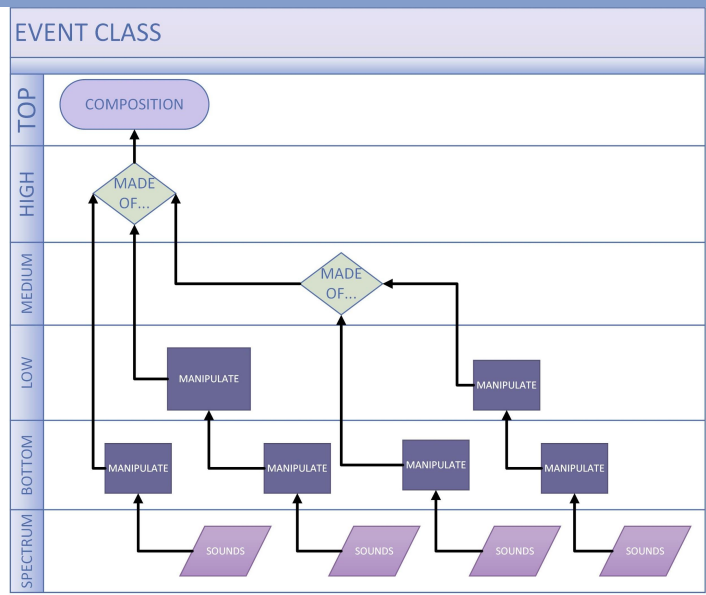 EVENT CLASS
TOP
COMPOSITION
HIGH
MADE
OF...
MEDIUM
MADE
OF...
LOW
MANIPULATE
MANIPULATE
BOTTOM
MANIPULATE
MANIPULATE
MANIPULATE
MANIPULATE
SPECTRUM
SOUNDS
SOUNDS
SOUNDS
SOUNDS